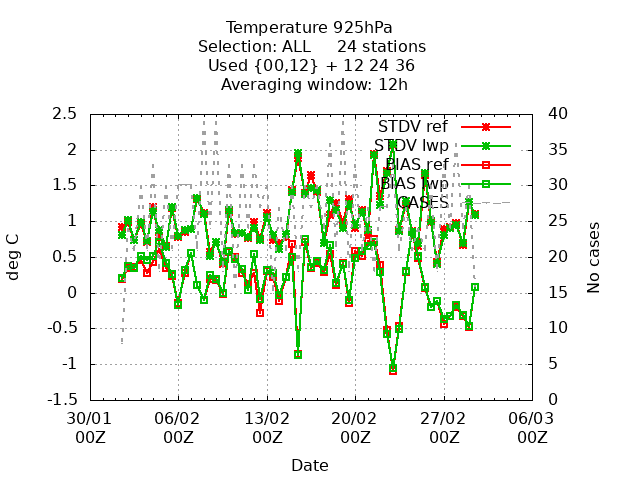 Temperature 925hPa
Selection: ALL 24 stations
Used {00,12} + 12 24 36
Averaging window: 12h
deg C
2.5
2
1.5
1
0.5
0
-0.5
-1
-1.5
40
35
30
25
20
15
10
5
0
No cases
STDV ref
STDV lwp
BIAS ref
BIAS lwp
CASES
30/01 06/02 13/02 20/02 27/02 06/03
00Z 00Z 00Z 00Z 00Z 00Z
Date